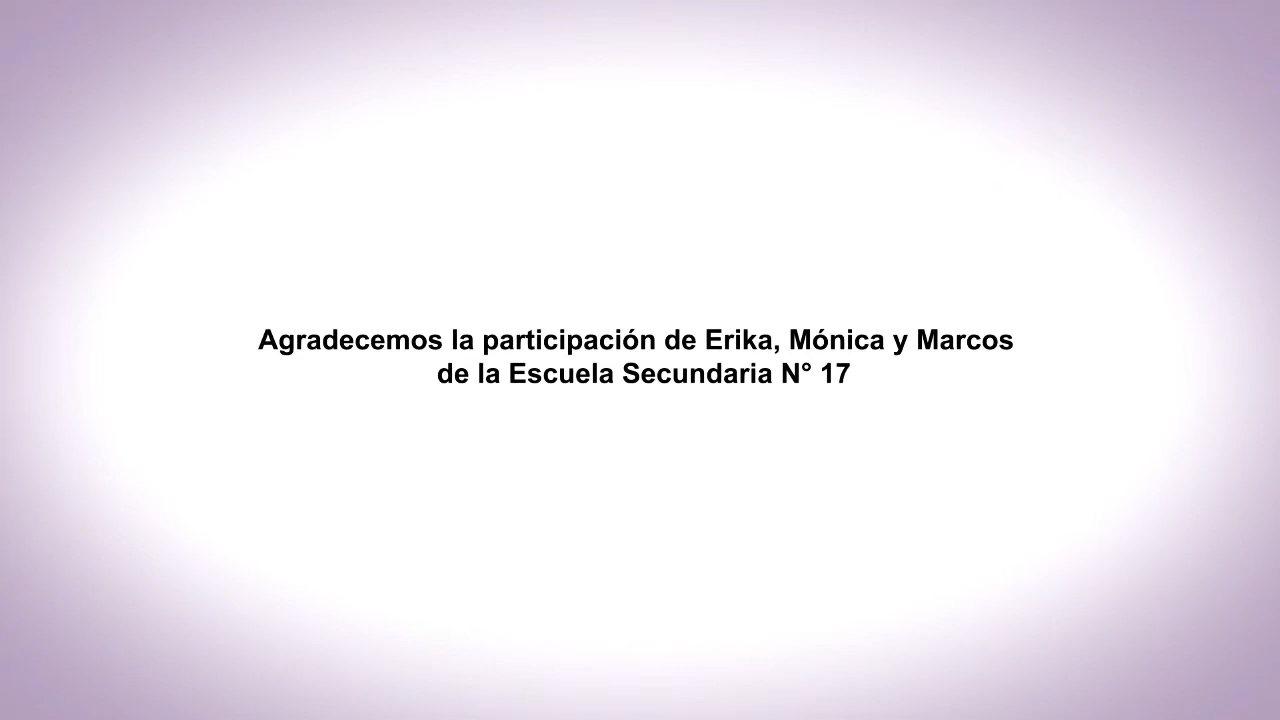 Agradecemos la participación de Erika, Mónica y Marcos
de la Escuela Secundaria N° 17